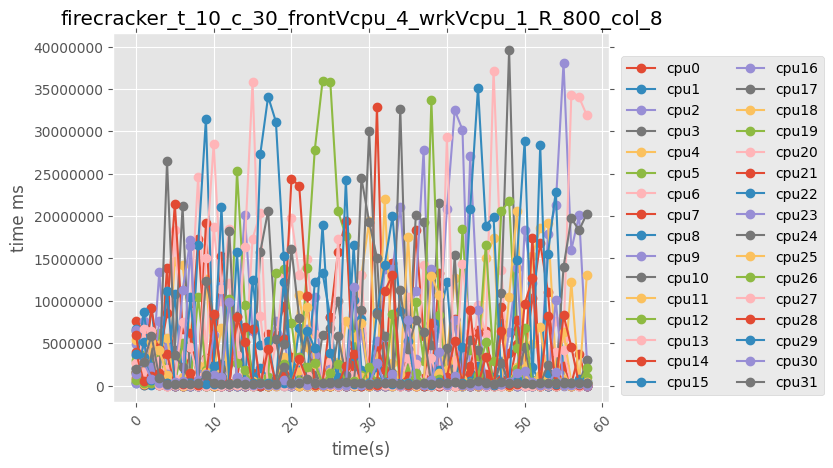 firecracker_t_10_c_30_frontVcpu_4_wrkVcpu_1_R_800_col_8
40000000
35000000
30000000
25000000
20000000
15000000
10000000
5000000
0
time ms
0
10
20
30
40
50
60
time(s)
cpu0
cpu1
cpu2
cpu3
cpu4
cpu5
cpu6
cpu7
cpu8
cpu9
cpu10
cpu11
cpu12
cpu13
cpu14
cpu15
cpu16
cpu17
cpu18
cpu19
cpu20
cpu21
cpu22
cpu23
cpu24
cpu25
cpu26
cpu27
cpu28
cpu29
cpu30
cpu31